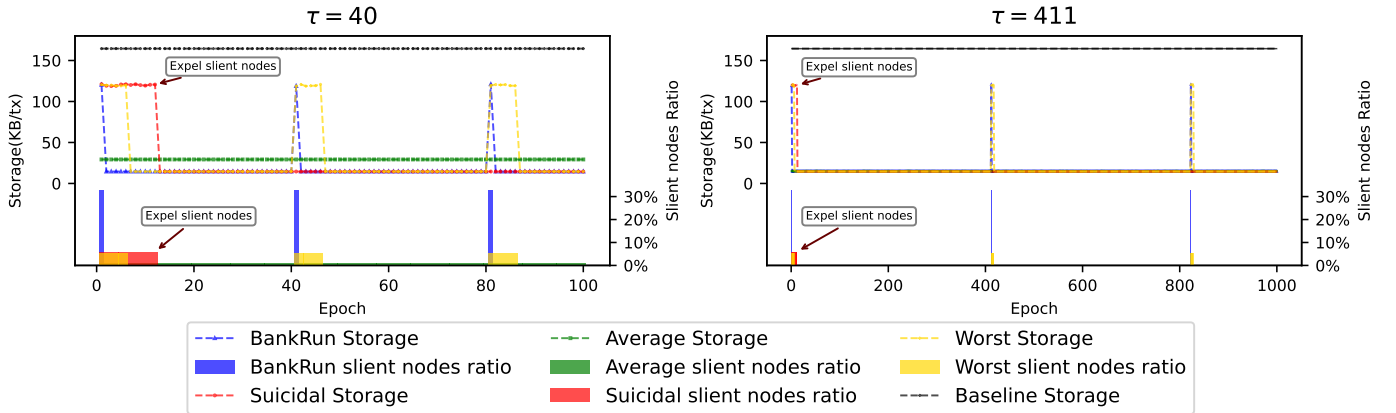 τ = 40
Storage(KB/tx)
150
100
50
0
Expel slient nodes
Expel slient nodes
30%
20%
10%
0%
Slient nodes Ratio
0 20 40 60 80 100
Epoch
τ = 411
Storage(KB/tx)
150
100
50
0
Expel slient nodes
Expel slient nodes
30%
20%
10%
0%
Slient nodes Ratio
0 200 400 600 800 1000
Epoch
BankRun Storage
BankRun slient nodes ratio
Suicidal Storage
Average Storage
Average slient nodes ratio
Suicidal slient nodes ratio
Worst Storage
Worst slient nodes ratio
Baseline Storage